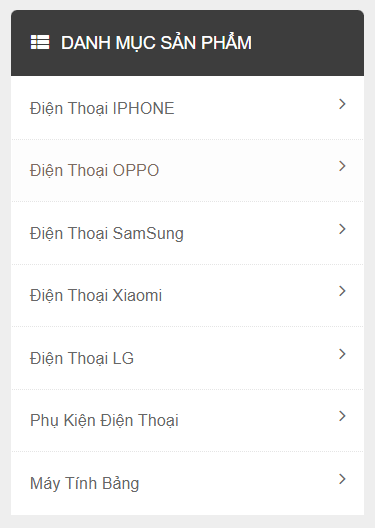 DANH MỤC SẢN PHẨM
Điện Thoại IPHONE
Điện Thoại OPPO
Điện Thoại SamSung
Điện Thoại Xiaomi
Điện Thoại LG
Phụ Kiện Điện Thoại
Máy Tính Bảng